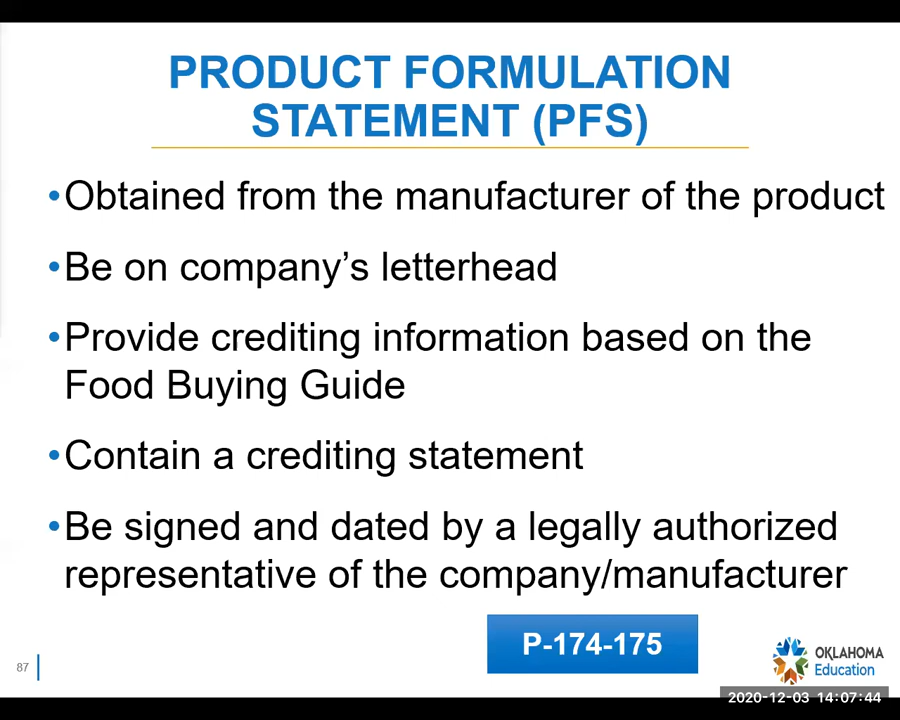 PRODUCT FORMULATION
STATEMENT (PFS)
•Obtained from the manufacturer of the product
•Be on company’s letterhead
•Provide crediting information based on the
Food Buying Guide
•Contain a crediting statement
•Be signed and dated by a legally authorized
representative of the company/manufacturer
P-174-175
87
OKLAHOMA
Education
2020-12-03 14:07:44